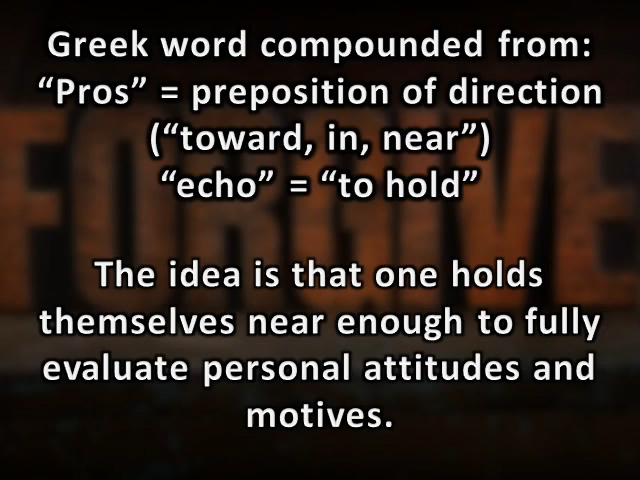 Greek word compounded from:
“Pros” = preposition of direction
(“toward, in, near”)
“echo” = “to hold”
The idea is that one holds
themselves near enough to fully
evaluate personal attitudes and
motives.
FORGIVE